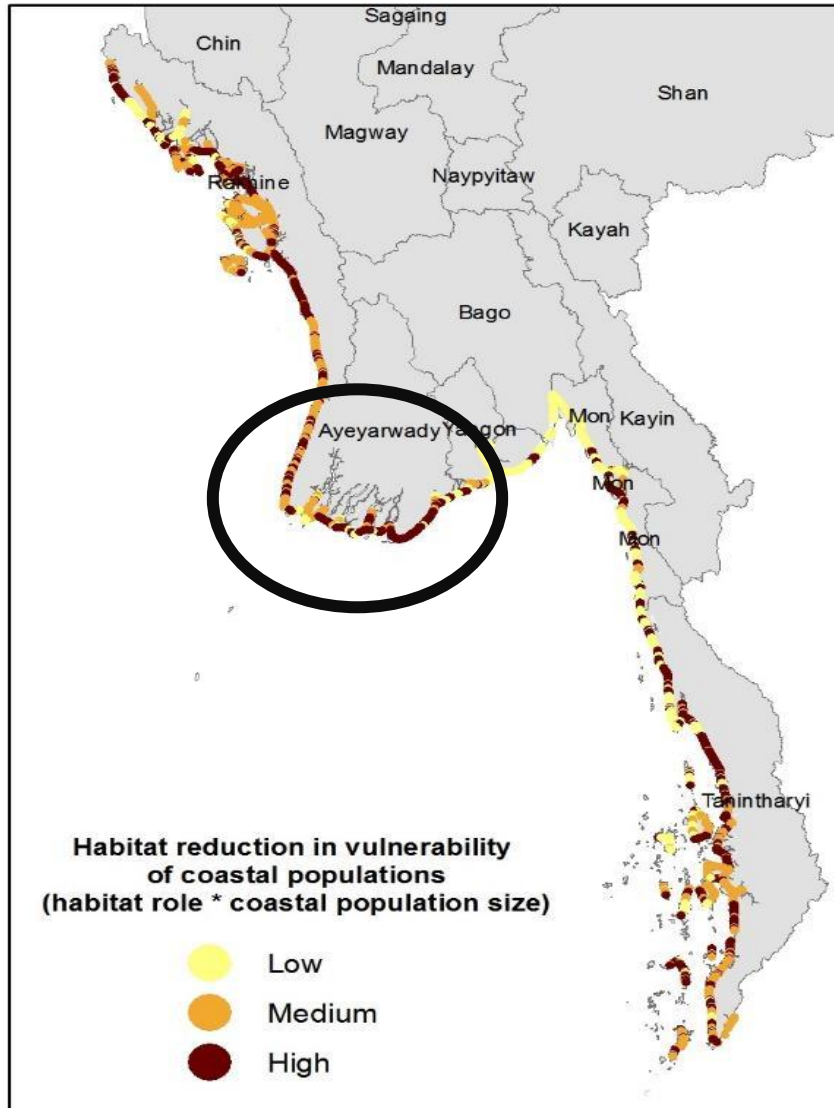 Sagaing
Chin
Mandalay
Shan
Magway
Naypyitaw
Rakhine
Kayah
Bago
Ayeyarwady
Yangon
Mon
Kayin
Mon
Mon
Tanintharyi
Habitat reduction in vulnerability
of coastal populations
(habitat role * coastal population size)
Low
Medium
High